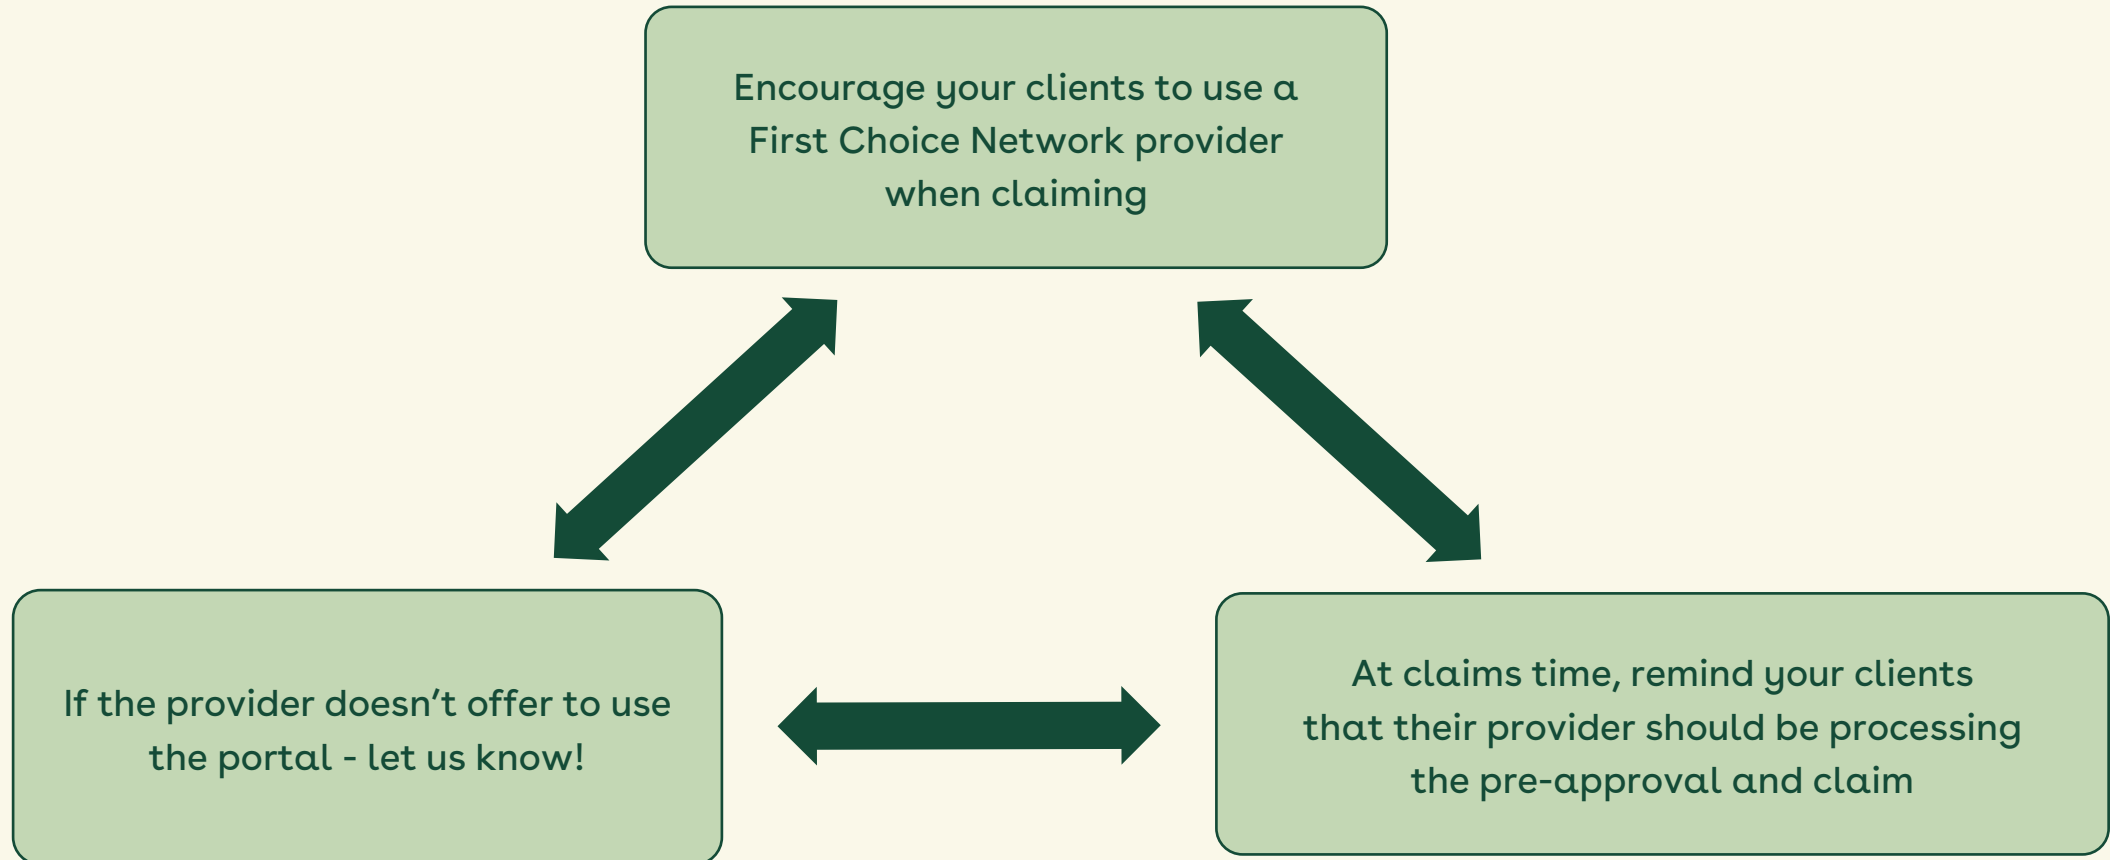 Encourage your clients to use a
First Choice Network provider
when claiming
If the provider doesn’t offer to use
the portal - let us know!
At claims time, remind your clients
that their provider should be processing
the pre-approval and claim